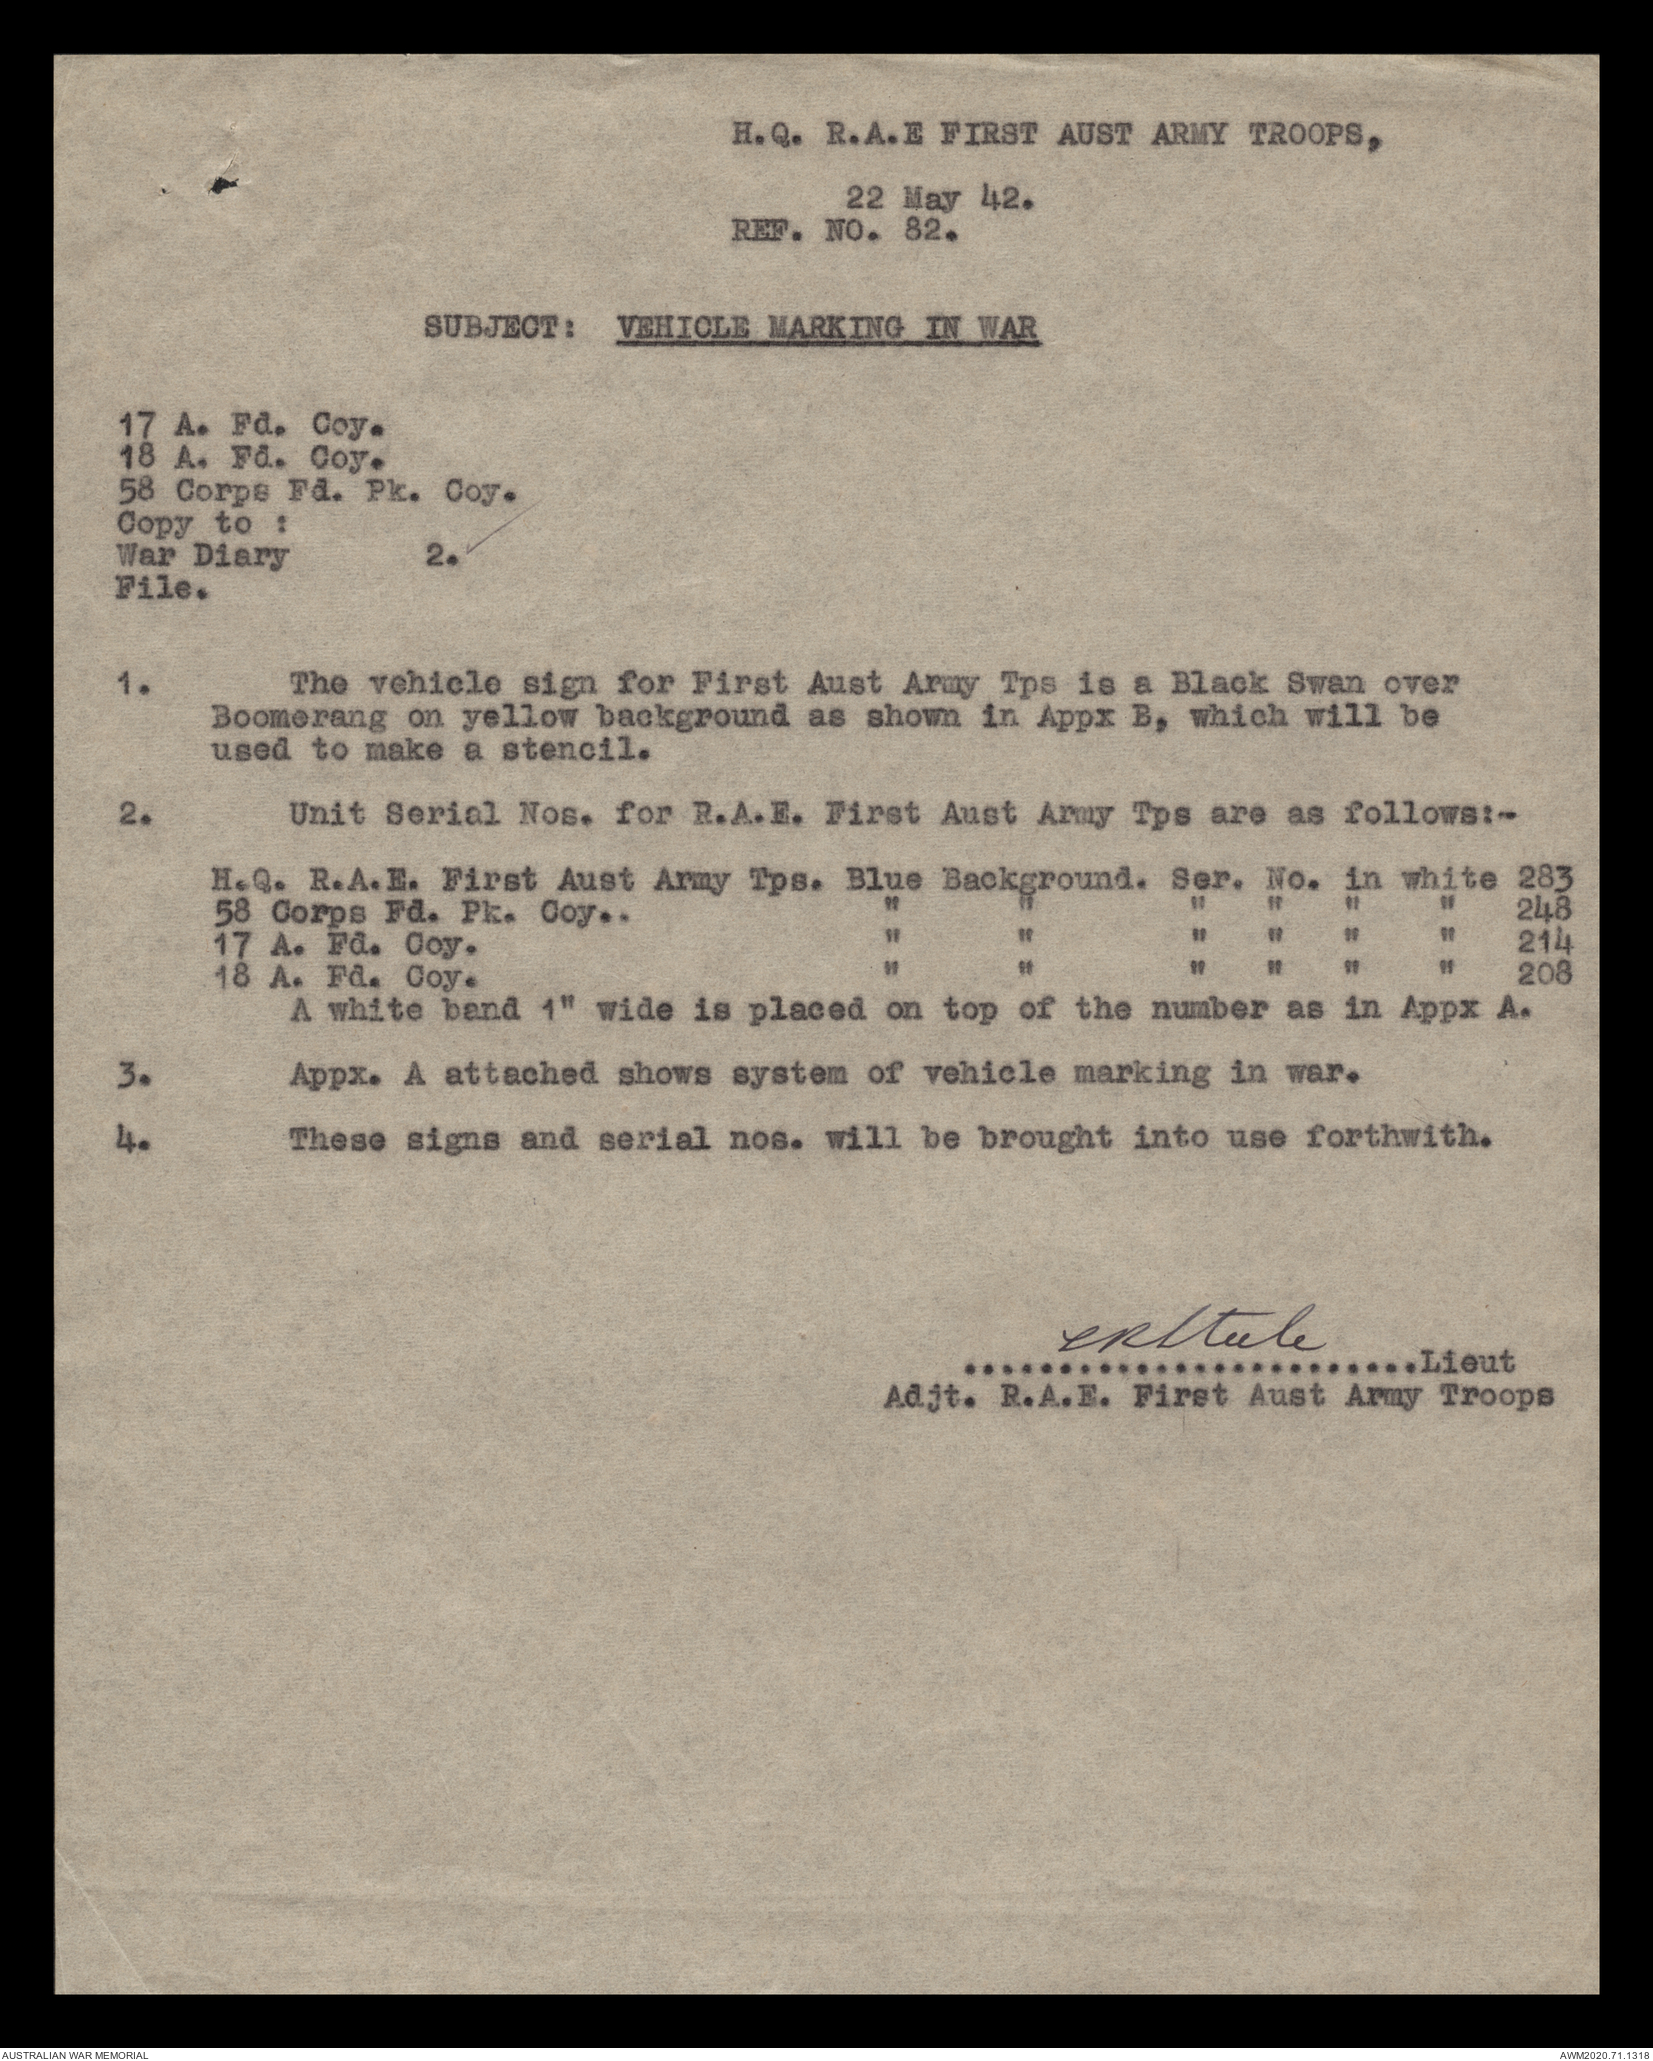 H.Q. R.A.E FIRST AUST ARMY TROOPS,
22 May 42.
REF. NO. 82.
SUBJECT: VEHICLE MARKING IN WAR
17 A. Fd. Coy.
18 A. Fd. Coy.
58 Corps Fd. Pk. Coy.
Copy to :
War Diary 2.
File.
1. The vehicle sign for First Aust Army Tps is a Black Swan over
Boomerang on yellow background as shown in Appx B, which will be
used to make a stencil.
2. Unit Serial Nos. for R.A.E. First Aust Army Tps are as follows:-
H.Q. R.A.E. First Aust Army Tps. Blue Background. Ser. No. in white 283
58 Corps Fd. Pk. Coy.. " " " " " " 248
17 A. Fd. Coy. " " " " " " 214
18 A. Fd. Coy. " " " " " " 208
A white band 1" wide is placed on top of the number as in Appx A.
3. Appx. A attached shows system of vehicle marking in war.
4. These signs and serial nos. will be brought into use forthwith.
........................Lieut
Adjt. R.A.E. First Aust Army Troops
AUSTRALIAN WAR MEMORIAL AWM2020.71.1318